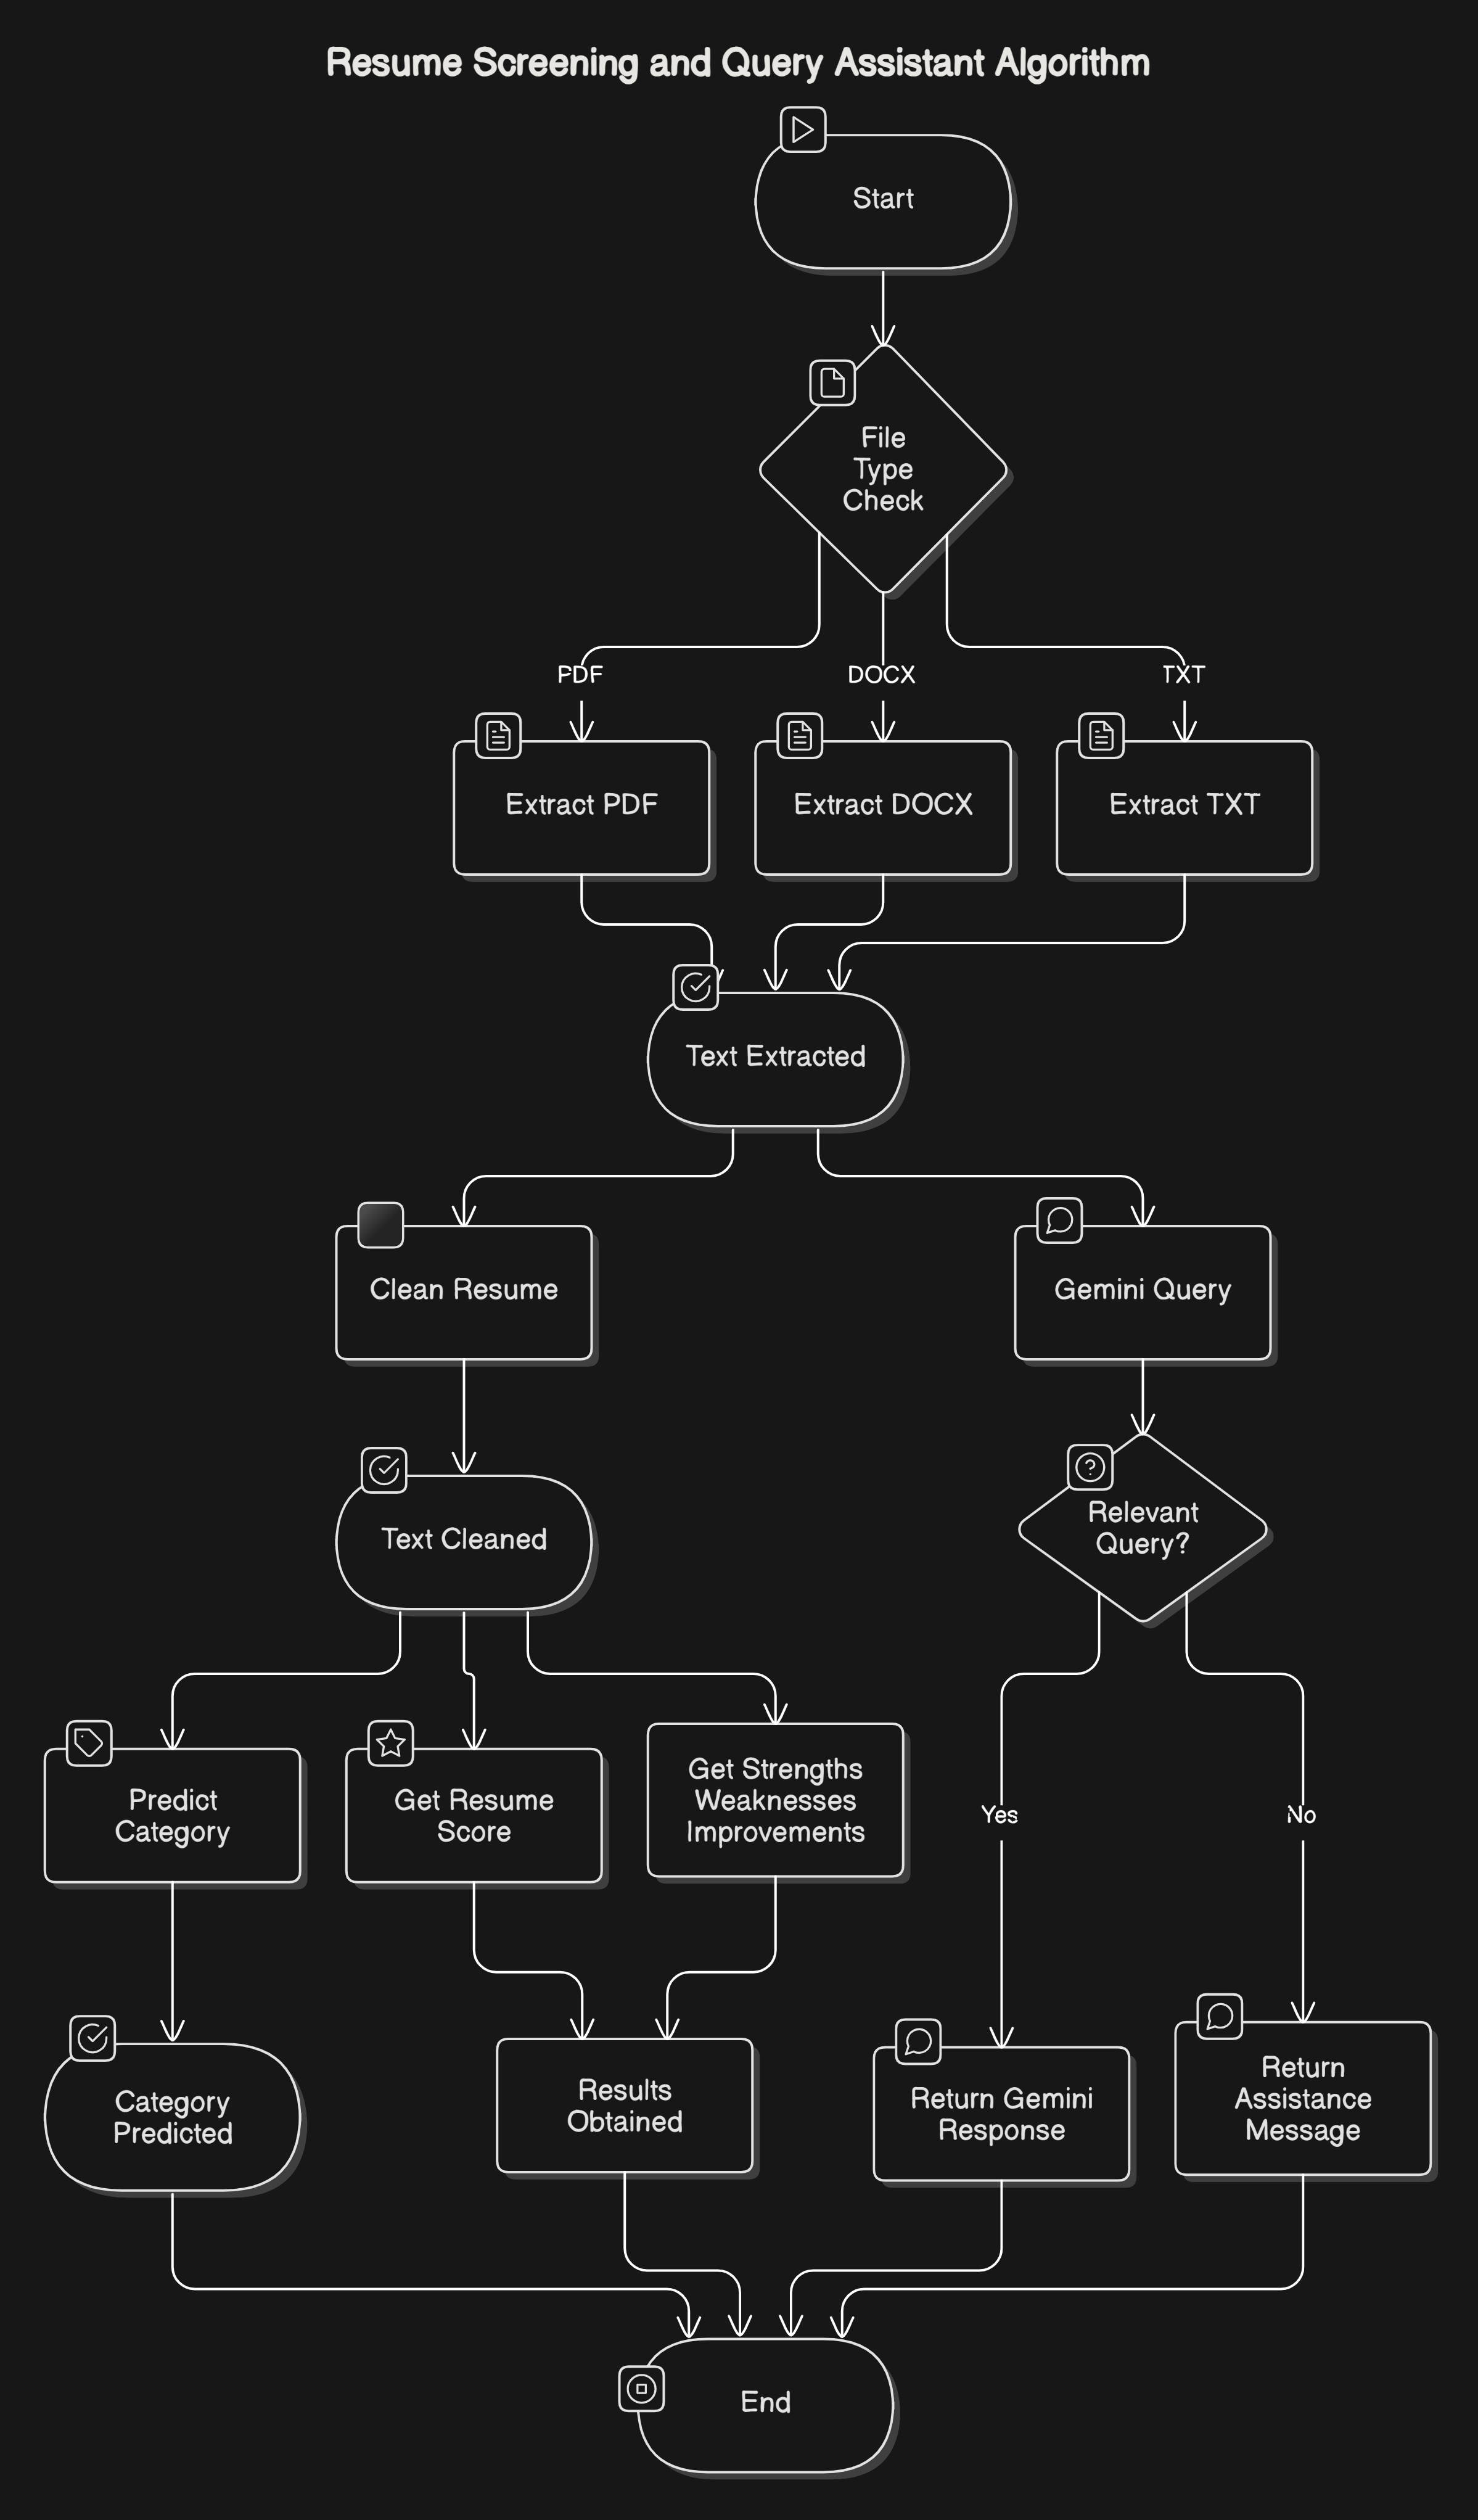 Resume Screening and Query Assistant Algorithm
Start
File
Type
Check
PDF
DOCX
TXT
Extract PDF
Extract DOCX
Extract TXT
Text Extracted
Clean Resume
Gemini Query
Text Cleaned
Relevant
Query?
Predict
Category
Get Resume
Score
Get Strengths
Weaknesses
Improvements
Yes
No
Category
Predicted
Results
Obtained
Return Gemini
Response
Return
Assistance
Message
End